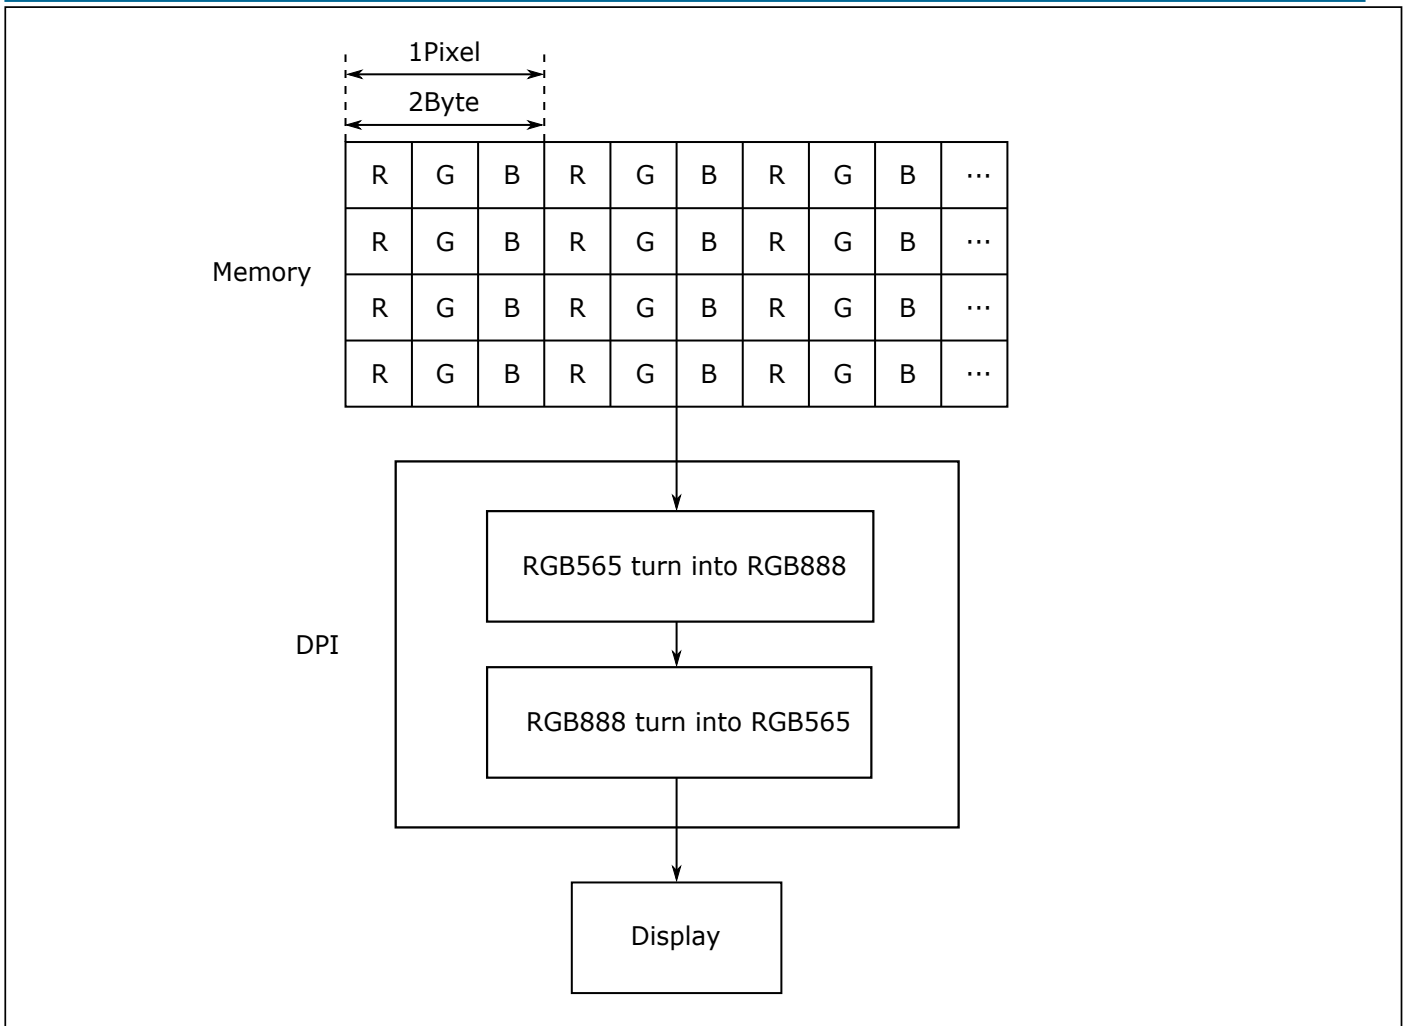 1Pixel
2Byte
R G B R G B R G B ⋯
R G B R G B R G B ⋯
Memory
R G B R G B R G B ⋯
R G B R G B R G B ⋯
RGB565 turn into RGB888
DPI
RGB888 turn into RGB565
Display